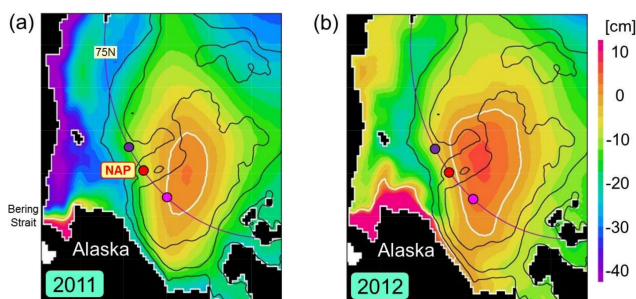 (a)
75N
NAP
Bering
Strait
Alaska
2011
(b)
Alaska
2012
[cm]
10
0
-10
-20
-30
-40